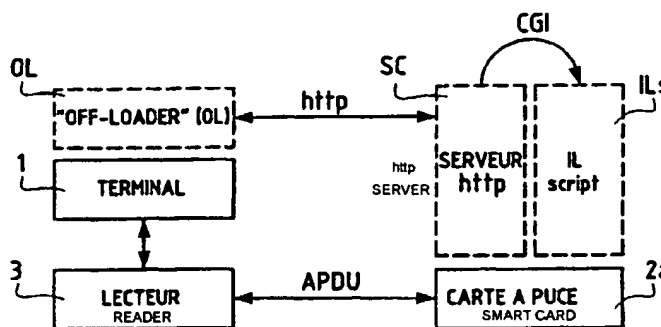 CGI
OL
SC
ILs
"OFF-LOADER" (OL)
http
http
SERVER
SERVEUR
http
IL
script
1
TERMINAL
3
LECTEUR
READER
APDU
CARTE A PUCE
SMART CARD
2a